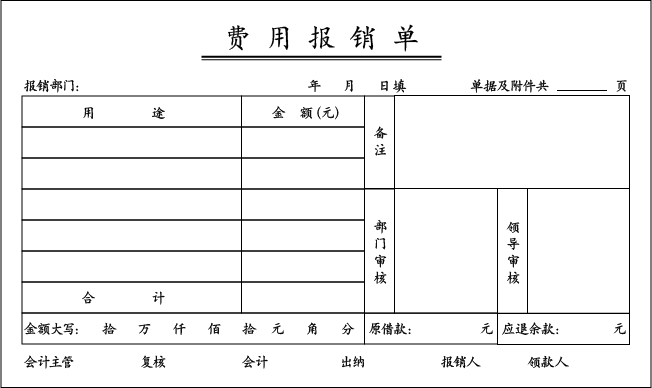 费用报销单
报销部门： 年 月 日填 单据及附件共 页
用 途 金 额(元) 备注
部门审核 领导审核
合 计
金额大写： 拾 万 仟 佰 拾 元 角 分 原借款： 元 应退余款： 元
会计主管 复核 会计 出纳 报销人 领款人